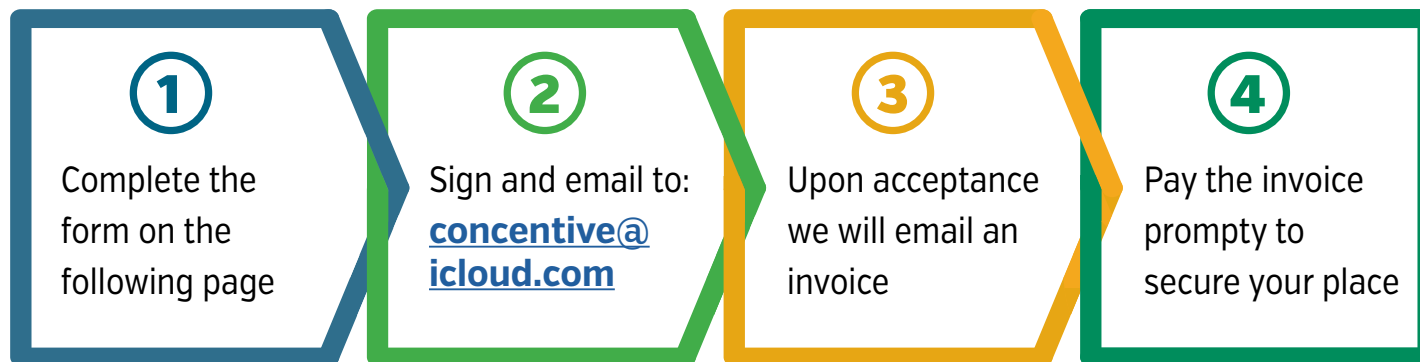 1
Complete the
form on the
following page
2
Sign and email to:
concentive@
icloud.com
3
Upon acceptance
we will email an
invoice
4
Pay the invoice
prompty to
secure your place